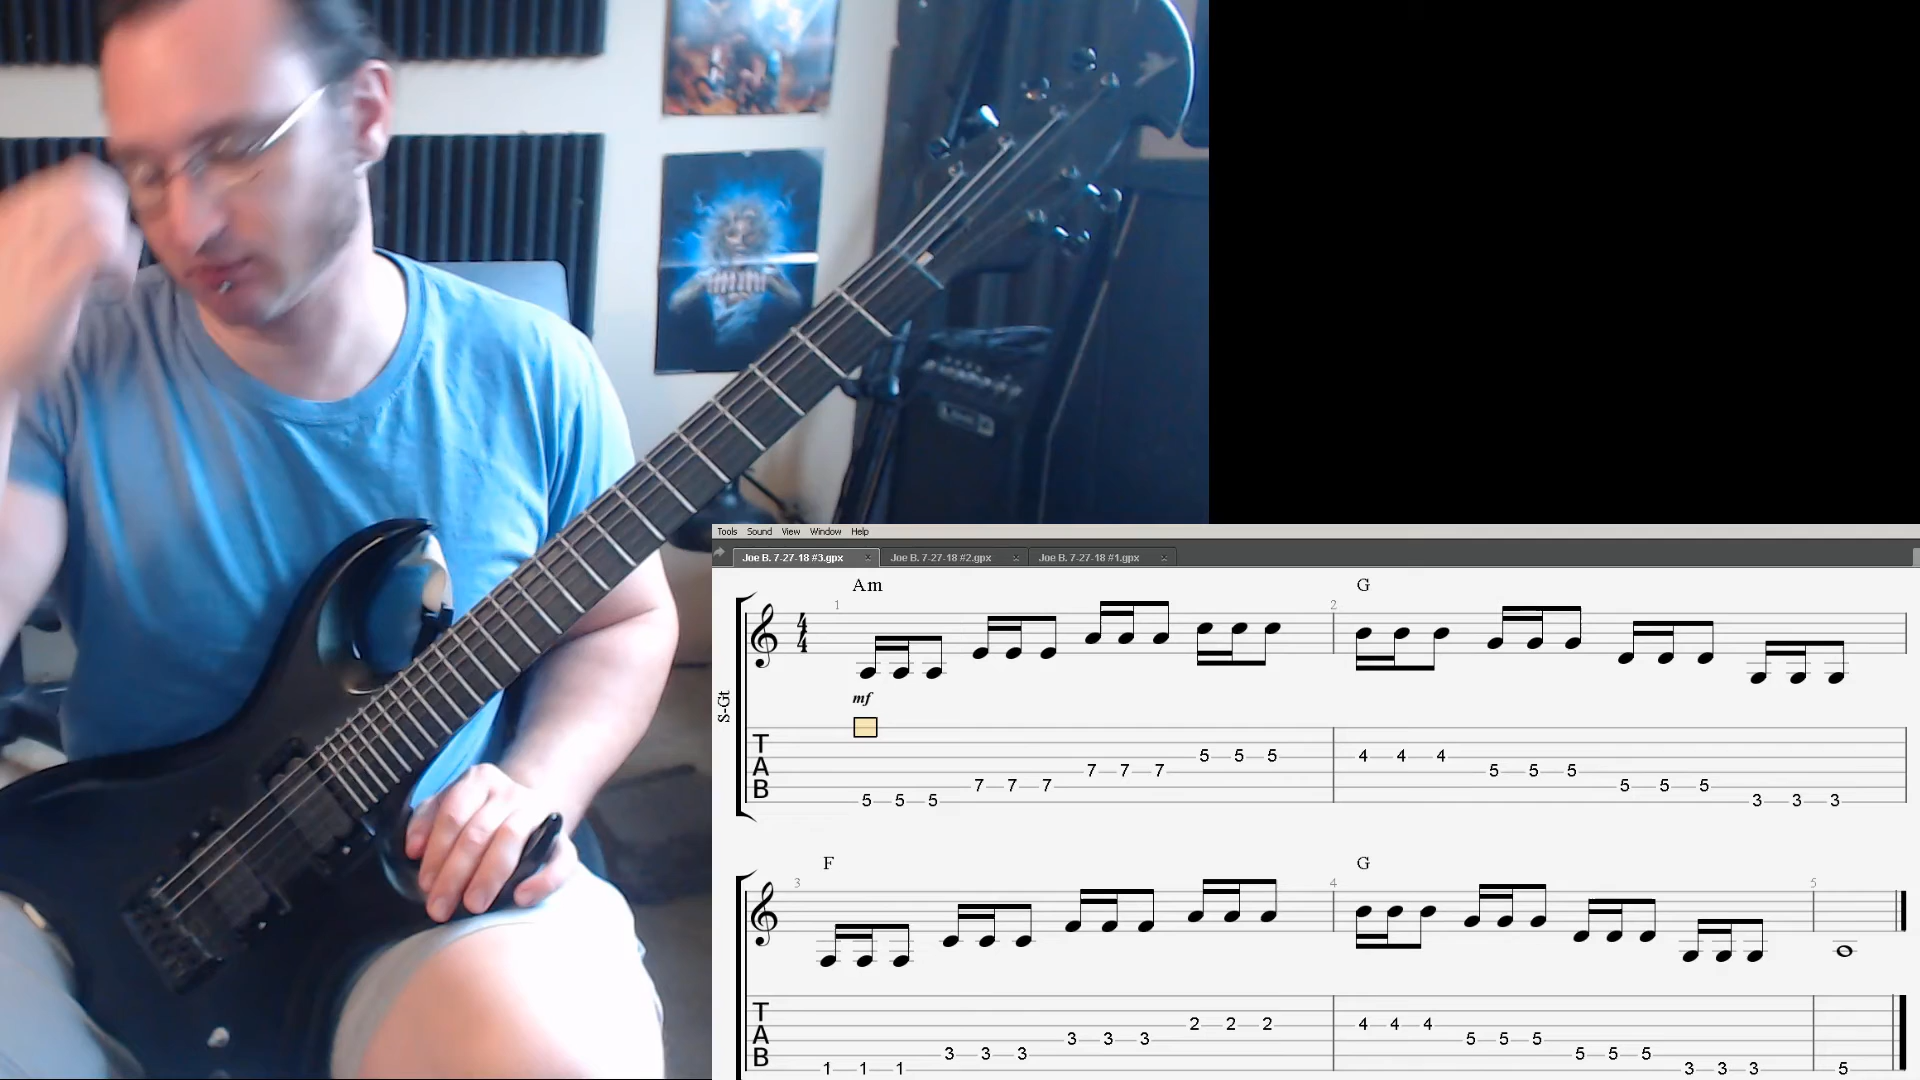 Tools Sound View Window Help
Joe B. 7-27-18 #3.gpx × Joe B. 7-27-18 #2.gpx × Joe B. 7-27-18 #1.gpx ×
Am G
1 2
4
4
S-Gt
mf
T
A
B
5 5 5 4 4 4
7 7 7 5 5 5
7 7 7 5 5 5
5 5 5 3 3 3
F G
3 4 5
T
A
B
2 2 2 4 4 4
3 3 3 5 5 5
3 3 3 5 5 5
1 1 1 3 3 3 5